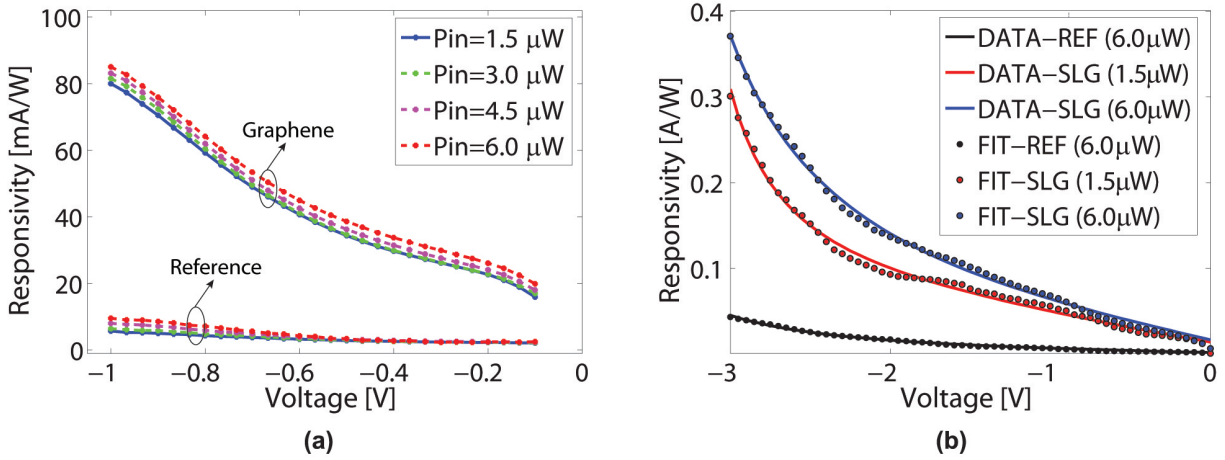 100
80
60
40
20
0
Responsivity [mA/W]
Pin=1.5 μW
Pin=3.0 μW
Pin=4.5 μW
Pin=6.0 μW
Graphene
Reference
−1
−0.8
−0.6
−0.4
−0.2
0
Voltage [V]
(a)
0.4
0.3
0.2
0.1
Responsivity [A/W]
DATA−REF (6.0μW)
DATA−SLG (1.5μW)
DATA−SLG (6.0μW)
FIT−REF (6.0μW)
FIT−SLG (1.5μW)
FIT−SLG (6.0μW)
−3
−2
−1
0
Voltage [V]
(b)